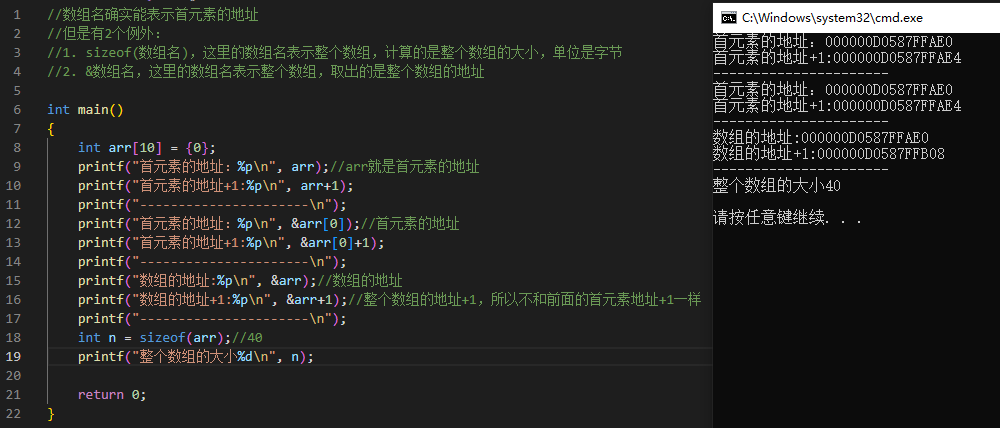 //数组名确实能表示首元素的地址
//但是有2个例外：
//1. sizeof(数组名)，这里的数组名表示整个数组，计算的是整个数组的大小，单位是字节
//2. &数组名，这里的数组名表示整个数组，取出的是整个数组的地址
int main()
{
    int arr[10] = {0};
    printf("首元素的地址：%p\n", arr);//arr就是首元素的地址
    printf("首元素的地址+1:%p\n", arr+1);
    printf("---------------------\n");
    printf("首元素的地址：%p\n", &arr[0]);//首元素的地址
    printf("首元素的地址+1:%p\n", &arr[0]+1);
    printf("---------------------\n");
    printf("数组的地址:%p\n", &arr);//数组的地址
    printf("数组的地址+1:%p\n", &arr+1);//整个数组的地址+1，所以不和前面的首元素地址+1一样
    printf("---------------------\n");
    int n = sizeof(arr);//40
    printf("整个数组的大小%d\n", n);
    return 0;
}
1
2
3
4
5
6
7
8
9
10
11
12
13
14
15
16
17
18
19
20
21
22
C:\Windows\system32\cmd.exe
首元素的地址：000000D0587FFAE0
首元素的地址+1:000000D0587FFAE4
---------------------
首元素的地址：000000D0587FFAE0
首元素的地址+1:000000D0587FFAE4
---------------------
数组的地址:000000D0587FFAE0
数组的地址+1:000000D0587FFB08
---------------------
整个数组的大小40
请按任意键继续. . .